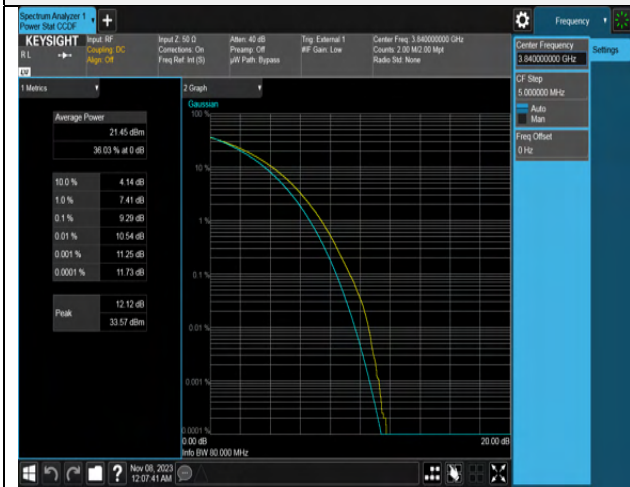 Spectrum Analyzer 1
Power Stat CCDF
KEYSIGHT
R L
LV
Input: RF
Coupling: DC
Align: Off
Input Z: 50 Ω
Corrections: On
Freq Ref: Int (S)
Atten: 40 dB
Preamp: Off
µW Path: Bypass
Trig: External 1
#IF Gain: Low
Center Freq: 3.840000000 GHz
Counts: 2.00 M/2.00 Mpt
Radio Std: None
1 Metrics
Average Power
21.45 dBm
36.03 % at 0 dB
10.0 % 4.14 dB
1.0 % 7.41 dB
0.1 % 9.29 dB
0.01 % 10.54 dB
0.001 % 11.25 dB
0.0001 % 11.73 dB
Peak 12.12 dB
33.57 dBm
2 Graph
Gaussian
100 %
10 %
1 %
0.1 %
0.01 %
0.001 %
0.0001 %
0.00 dB 20.00 dB
Info BW 80.000 MHz
Frequency
Settings
Center Frequency
3.840000000 GHz
CF Step
5.000000 MHz
Auto
Man
Freq Offset
0 Hz
?
Nov 08, 2023
12:07:41 AM